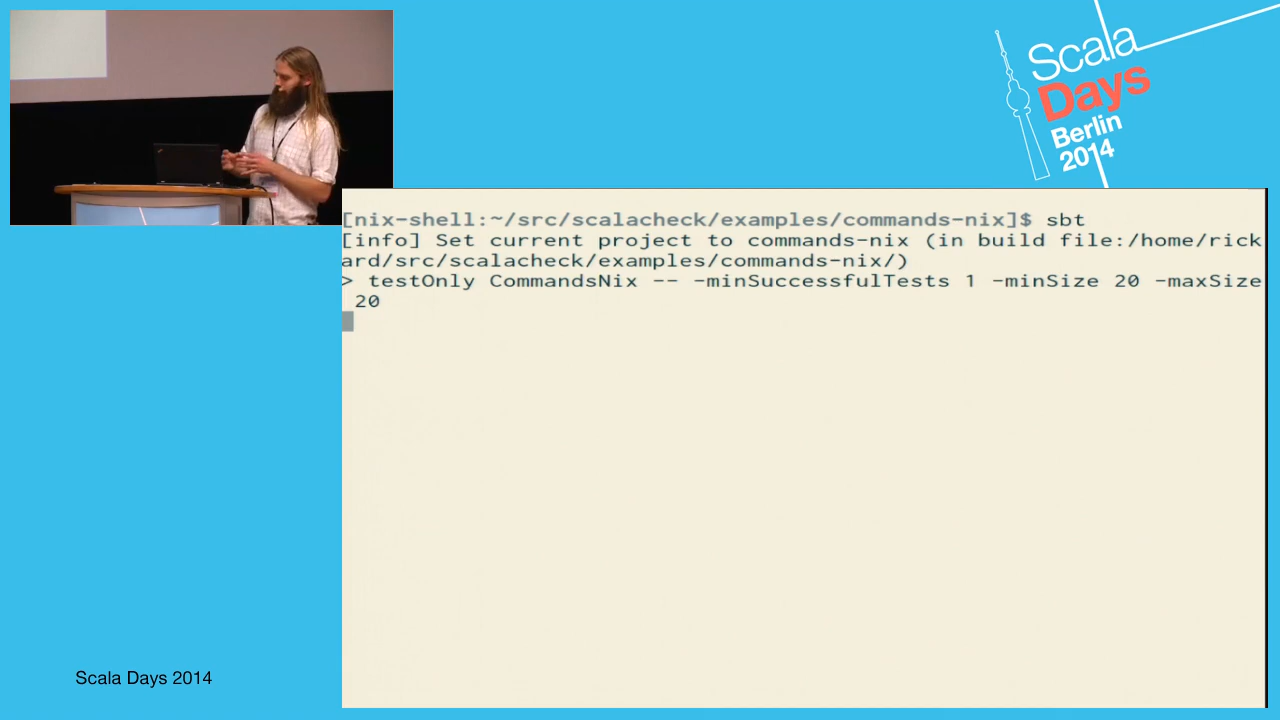 Scala
Days
Berlin
2014
[nix-shell:~/src/scalacheck/examples/commands-nix]$ sbt
[info] Set current project to commands-nix (in build file:/home/rick
ard/src/scalacheck/examples/commands-nix/)
> testOnly CommandsNix -- -minSuccessfulTests 1 -minSize 20 -maxSize
20
Scala Days 2014